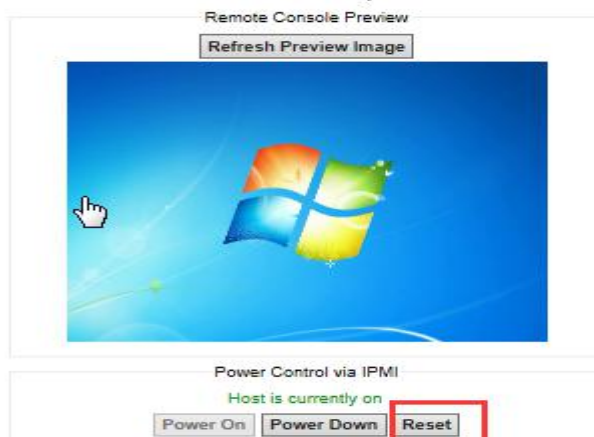 Remote Console Preview
Refresh Preview Image
Power Control via IPMI
Host is currently on
Power On Power Down Reset